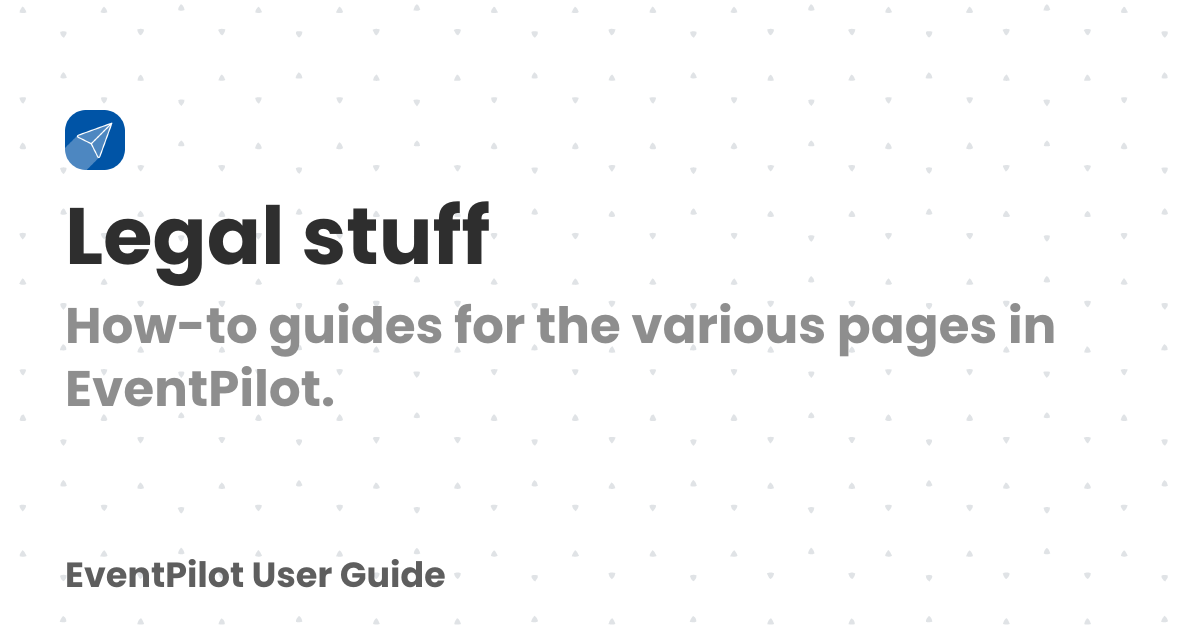 Legal stuff
How-to guides for the various pages in
EventPilot.
EventPilot User Guide